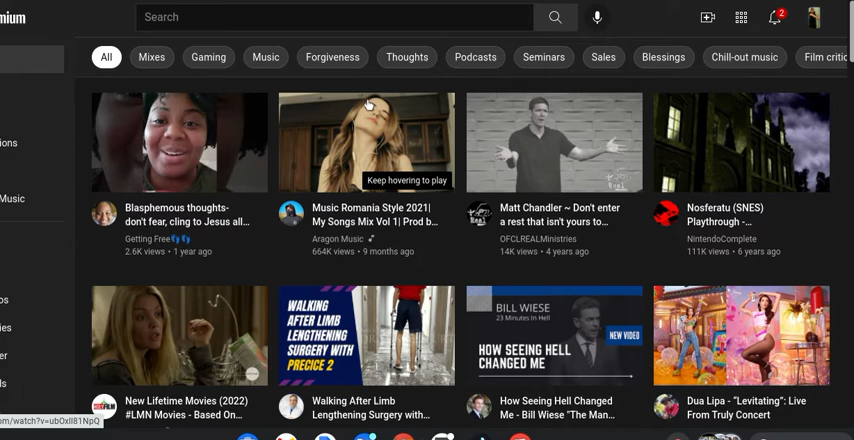 mium
Search
2
All
Mixes
Gaming
Music
Forgiveness
Thoughts
Podcasts
Seminars
Sales
Blessings
Chill-out music
Film critic
ions
Music
os
ies
er
ls
Keep hovering to play
Blasphemous thoughts-
don't fear, cling to Jesus all...
Getting Free👣👣
2.6K views • 1 year ago
Music Romania Style 2021|
My Songs Mix Vol 1| Prod b...
Aragon Music 🎵
664K views • 9 months ago
Matt Chandler ~ Don't enter
a rest that isn't yours to...
OFCLREALMinistries
14K views • 4 years ago
Nosferatu (SNES)
Playthrough -...
NintendoComplete
111K views • 6 years ago
WALKING
AFTER LIMB
LENGTHENING
SURGERY WITH
PRECICE 2
BILL WIESE
23 Minutes In Hell
NEW VIDEO
HOW SEEING HELL
CHANGED ME
New Lifetime Movies (2022)
#LMN Movies - Based On...
Walking After Limb
Lengthening Surgery with...
How Seeing Hell Changed
Me - Bill Wiese "The Man...
Dua Lipa - “Levitating”: Live
From Truly Concert
om/watch?v=ubOxII81NpQ